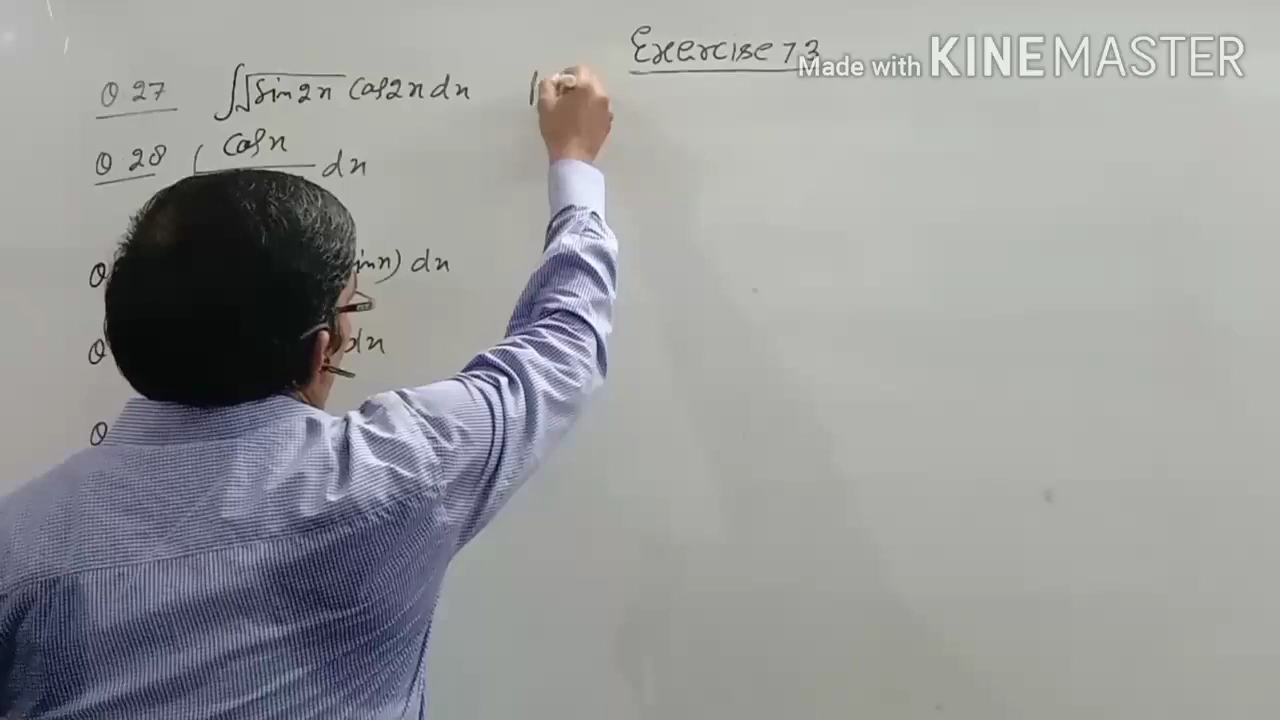 Exercise 7.3
Made with KINEMASTER
Q 27 ∫√sin2x cos2x dx
Q 28 ∫ cosx dx
Q sinx) dx
Q dx
Q